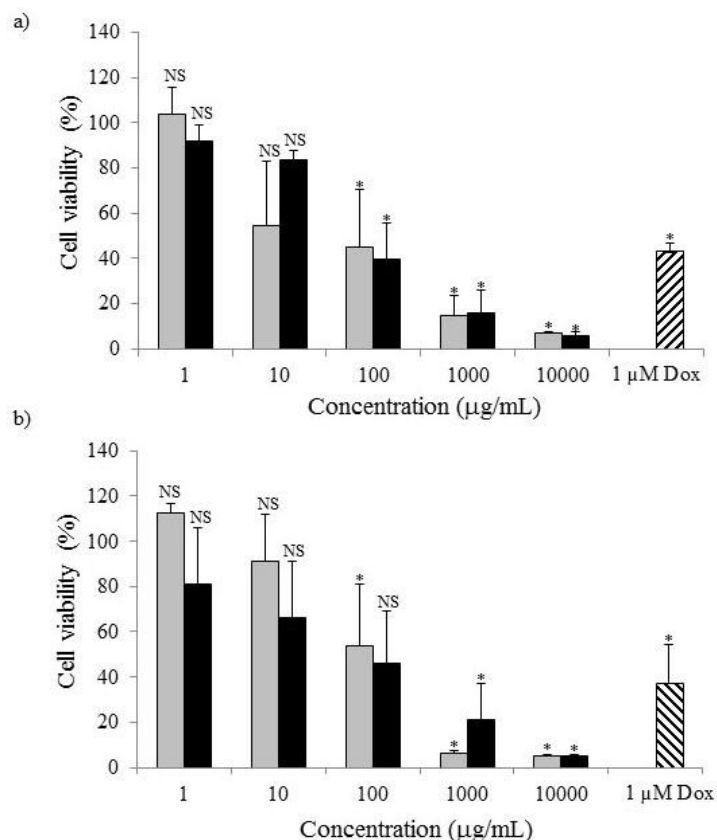 a)
140
120
100
80
60
40
20
0
Cell viability (%)
NS
NS
NS
NS
*
*
*
*
*
*
*
1 10 100 1000 10000 1 µM Dox
Concentration (µg/mL)
b)
140
120
100
80
60
40
20
0
Cell viability (%)
NS
NS
NS
NS
*
NS
*
*
*
*
*
1 10 100 1000 10000 1 µM Dox
Concentration (µg/mL)